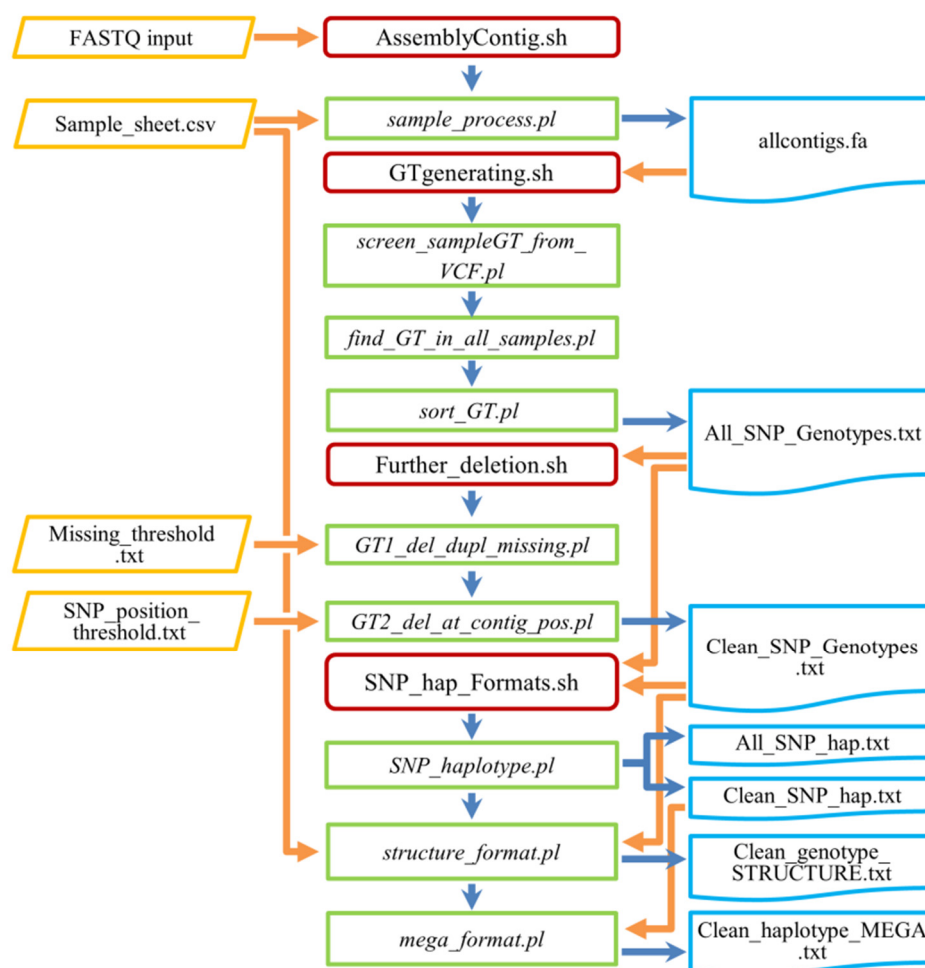 FASTQ input
AssemblyContig.sh
Sample_sheet.csv
sample_process.pl
allcontigs.fa
GTgenerating.sh
screen_sampleGT_from_
VCF.pl
find_GT_in_all_samples.pl
sort_GT.pl
All_SNP_Genotypes.txt
Further_deletion.sh
Missing_threshold
.txt
GT1_del_dupl_missing.pl
SNP_position_
threshold.txt
GT2_del_at_contig_pos.pl
Clean_SNP_Genotypes
.txt
SNP_hap_Formats.sh
All_SNP_hap.txt
SNP_haplotype.pl
Clean_SNP_hap.txt
structure_format.pl
Clean_genotype_
STRUCTURE.txt
mega_format.pl
Clean_haplotype_MEGA
.txt